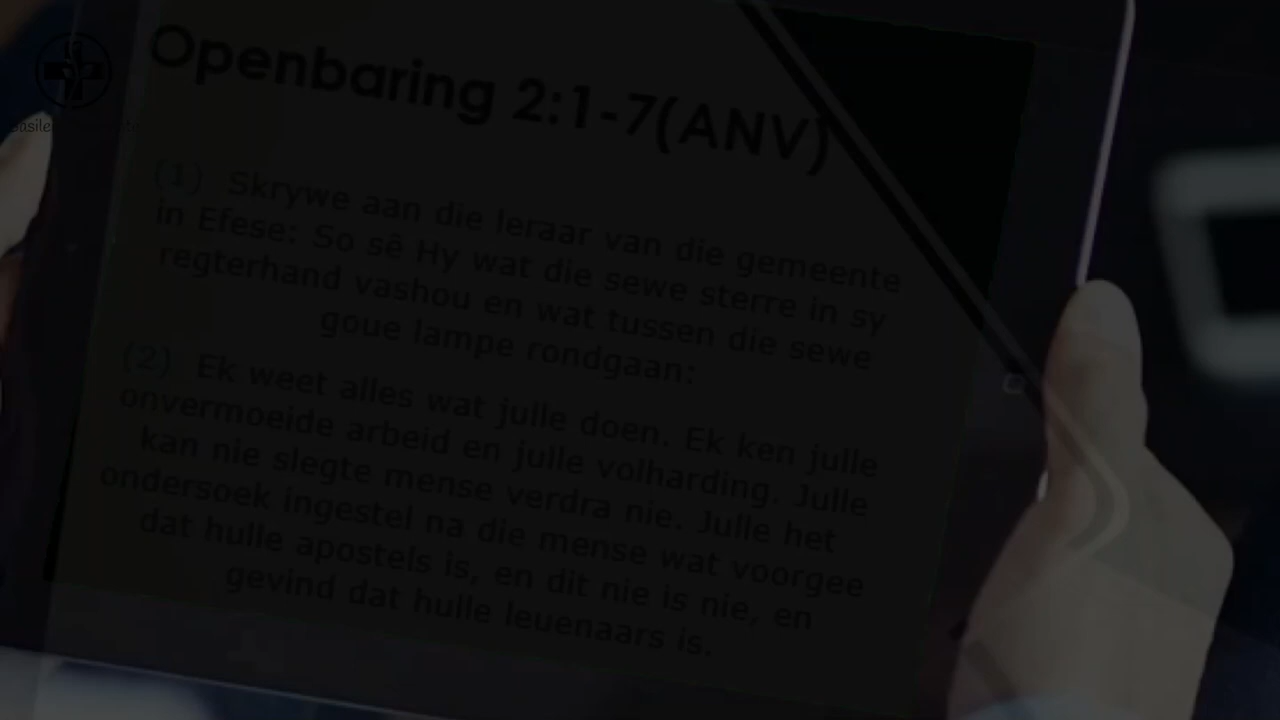 Openbaring 2:1-7(ANV)
(1) Skrywe aan die leraar van die gemeente
in Efese: So sê Hy wat die sewe sterre in sy
regterhand vashou en wat tussen die sewe
goue lampe rondgaan:
(2) Ek weet alles wat julle doen. Ek ken julle
onvermoeide arbeid en julle volharding. Julle
kan nie slegte mense verdra nie. Julle het
ondersoek ingestel na die mense wat voorgee
dat hulle apostels is, en dit nie is nie, en
gevind dat hulle leuenaars is.